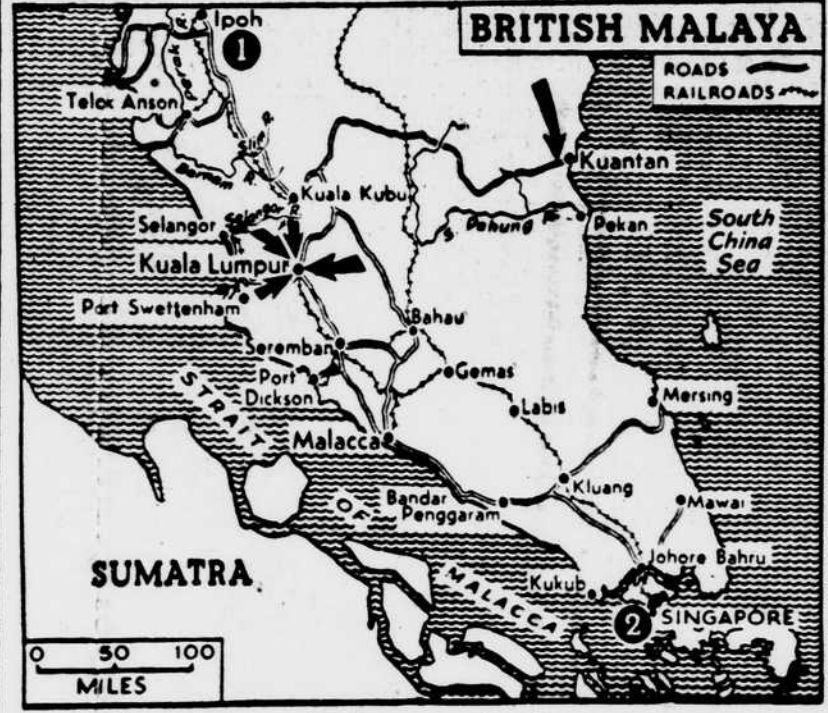 BRITISH MALAYA
ROADS
RAILROADS
Ipoh
1
Perak R.
Telok Anson
Slim R.
Bernam R.
Kuala Kubu
Kuantan
Selangor
Selangor R.
Pahung R.
Pekan
South
China
Sea
Kuala Lumpur
Port Swettenham
Bahau
Seremban
Gemas
Port
Dickson
Labis
Mersing
STRAIT
OF
MALACCA
Malacca
Kluang
Bandar
Penggaram
Mawai
Johore Bahru
Kukub
2
SINGAPORE
SUMATRA
0 50 100
MILES